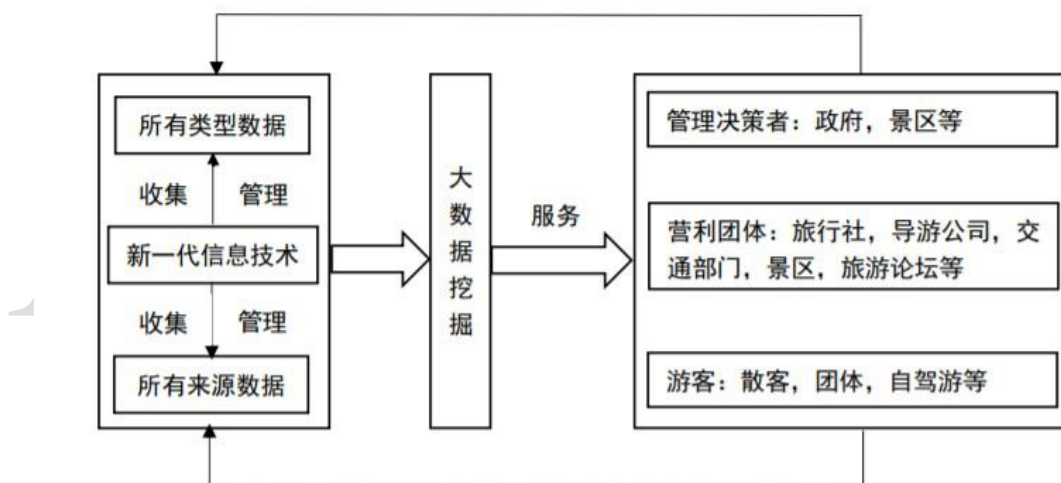 所有类型数据
收集 管理
新一代信息技术
收集 管理
所有来源数据
大数据挖掘
服务
管理决策者：政府，景区等
营利团体：旅行社，导游公司，交
通部门，景区，旅游论坛等
游客：散客，团体，自驾游等